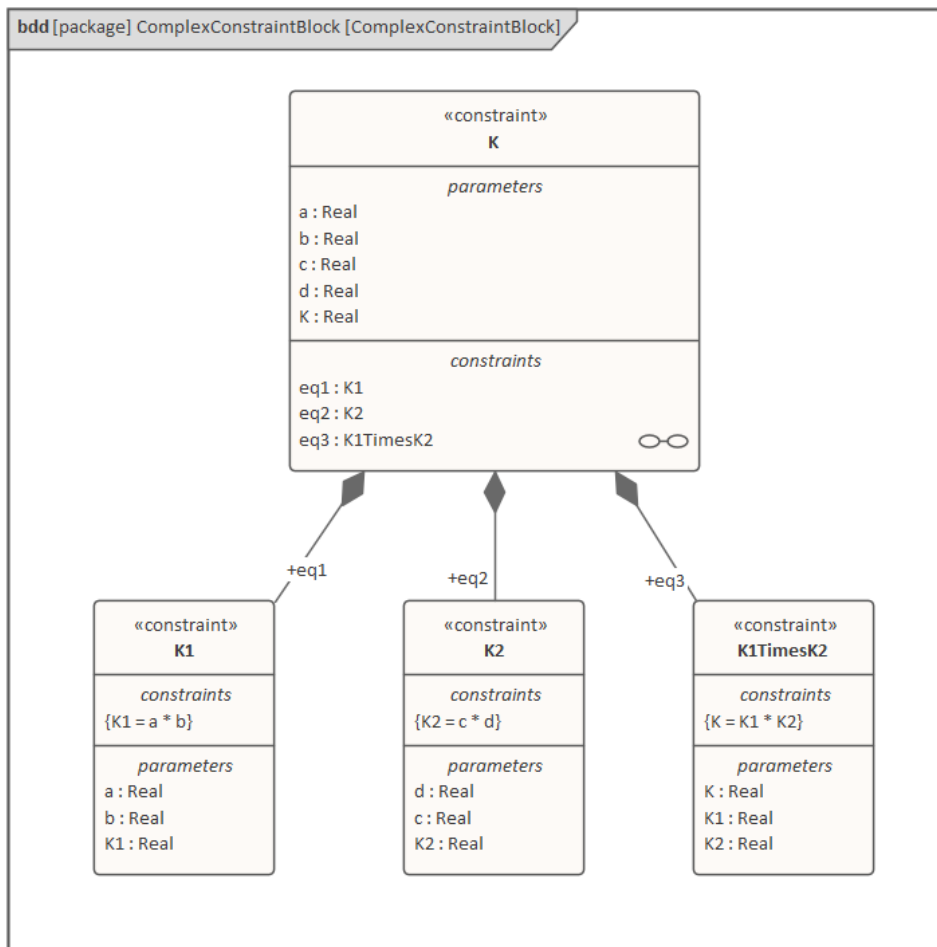 bdd [package] ComplexConstraintBlock [ComplexConstraintBlock]
«constraint»
K
parameters
a : Real
b : Real
c : Real
d : Real
K : Real
constraints
eq1 : K1
eq2 : K2
eq3 : K1TimesK2
+eq1
+eq2
+eq3
«constraint»
K1
constraints
{K1 = a * b}
parameters
a : Real
b : Real
K1 : Real
«constraint»
K2
constraints
{K2 = c * d}
parameters
d : Real
c : Real
K2 : Real
«constraint»
K1TimesK2
constraints
{K = K1 * K2}
parameters
K : Real
K1 : Real
K2 : Real